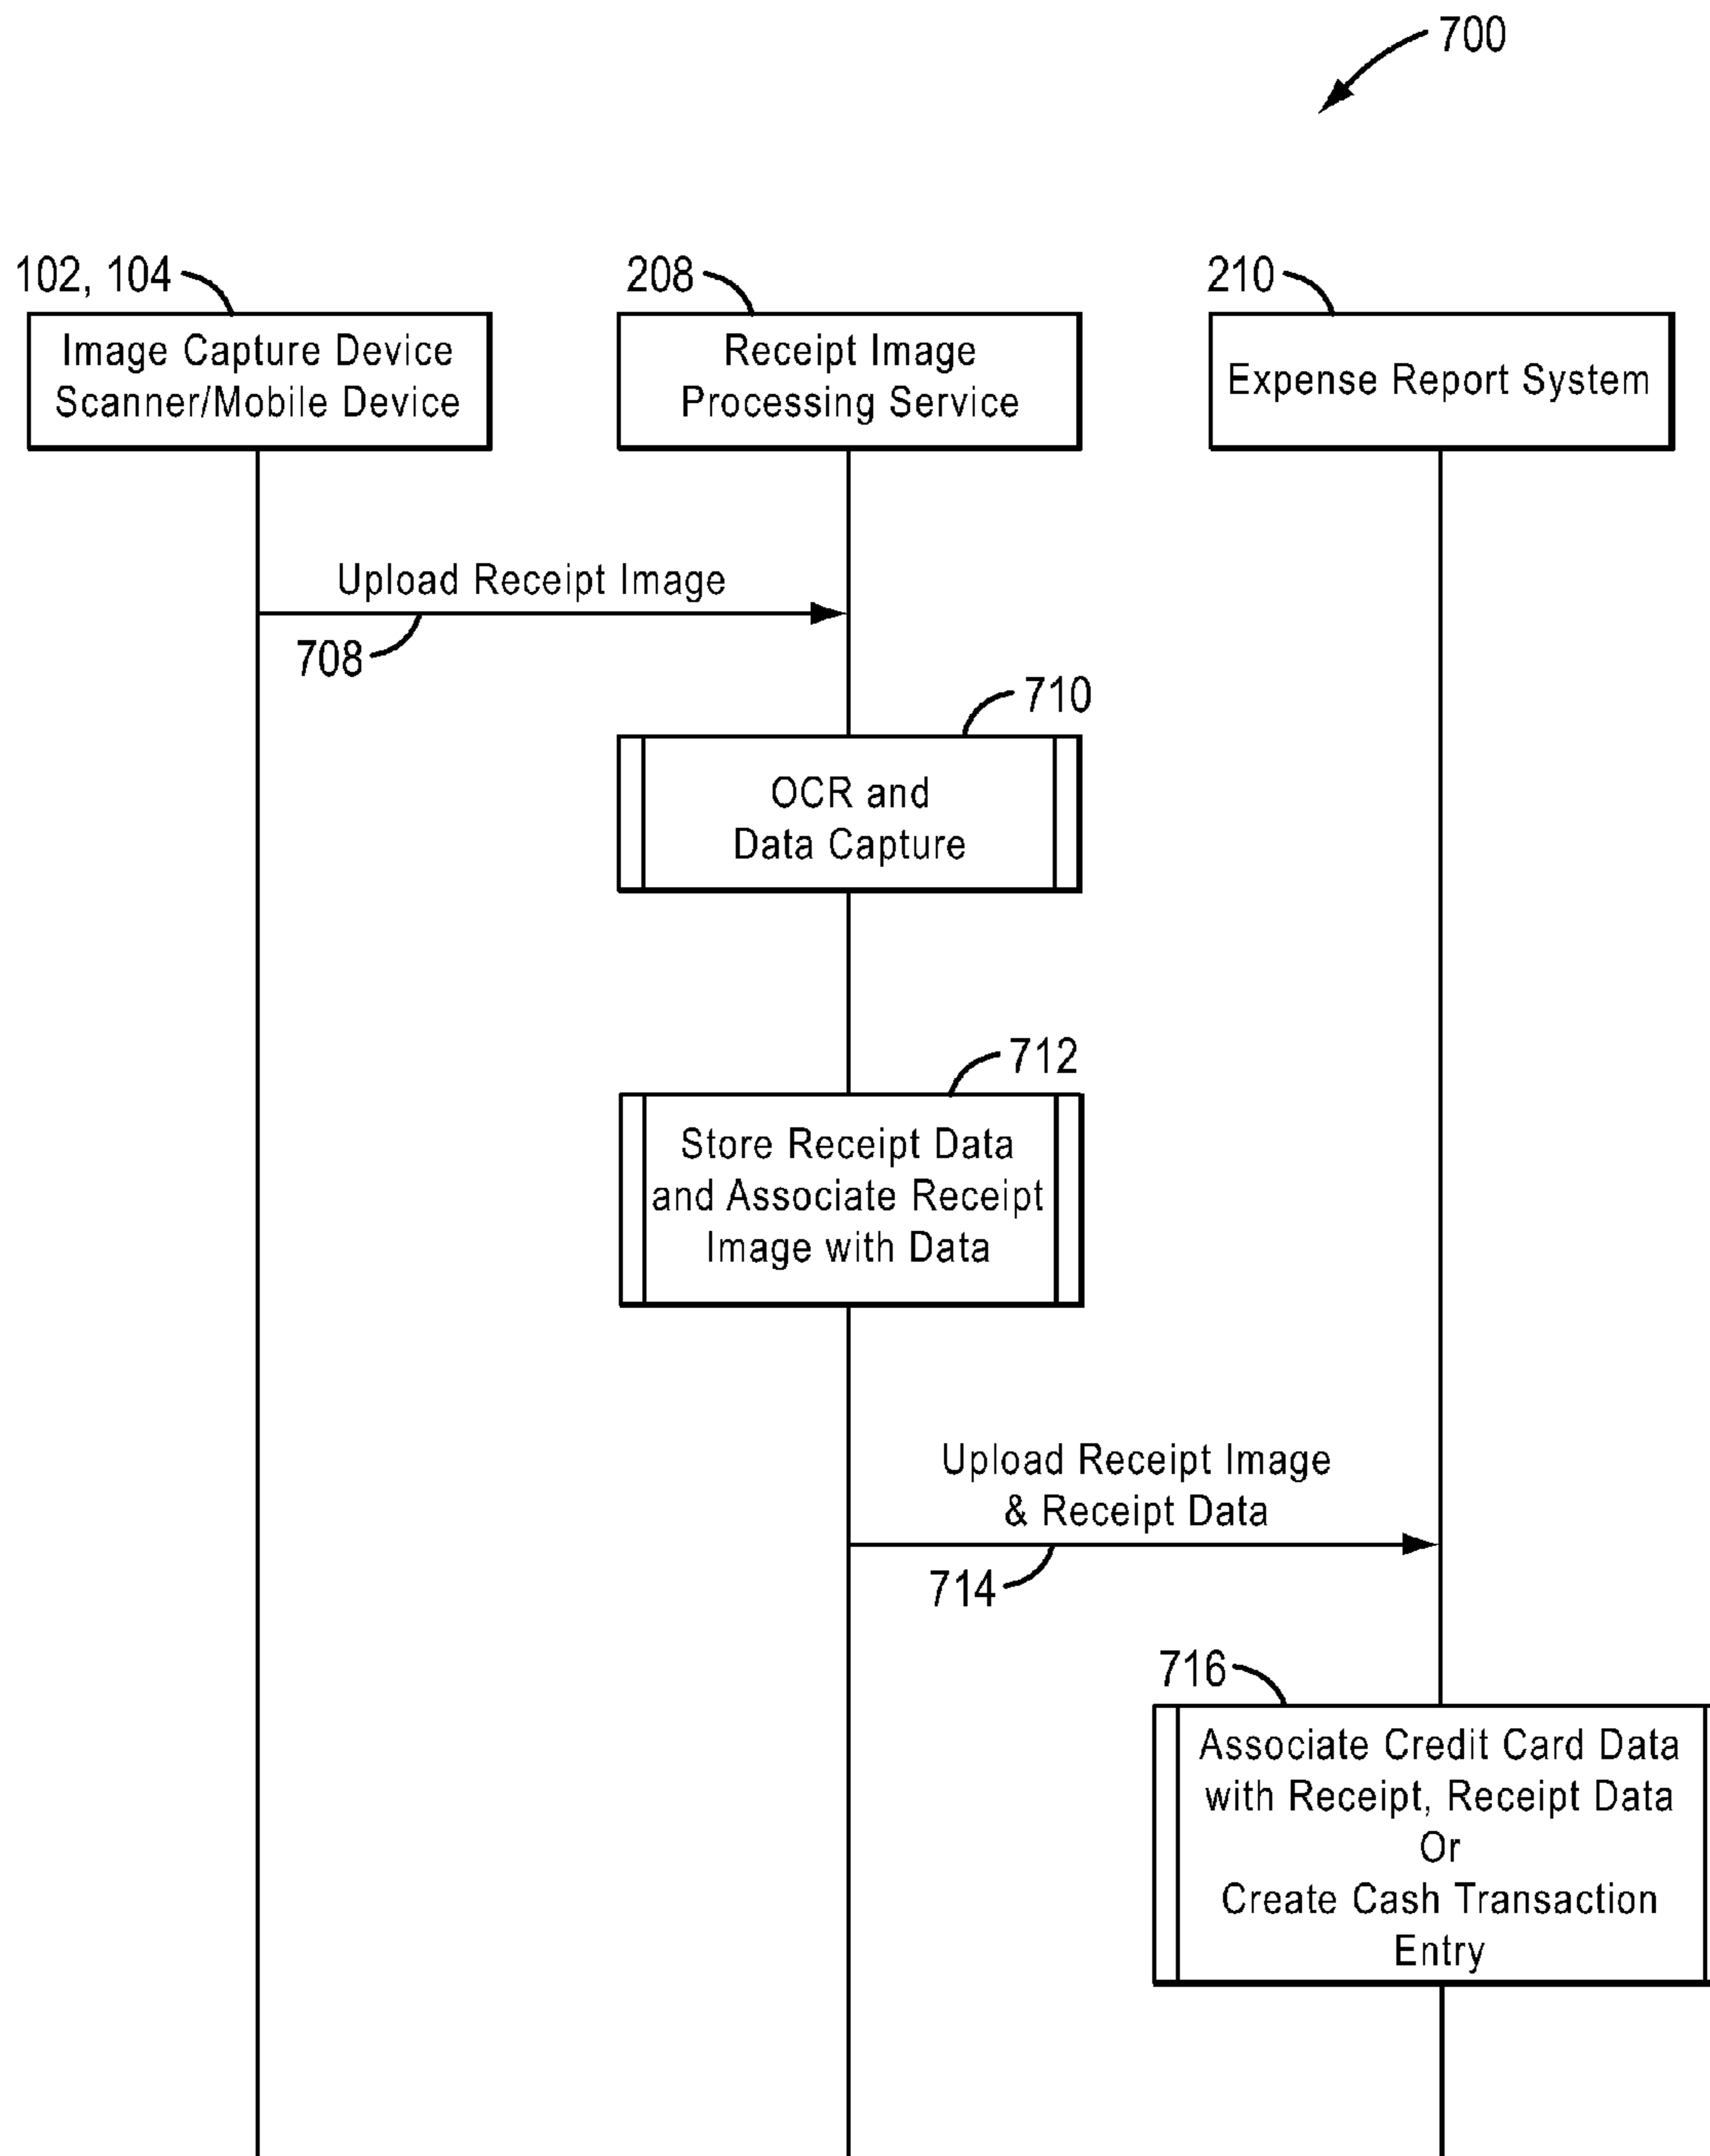 700
102, 104
208
210
Image Capture Device
Scanner/Mobile Device
Receipt Image
Processing Service
Expense Report System
Upload Receipt Image
708
710
OCR and
Data Capture
712
Store Receipt Data
and Associate Receipt
Image with Data
Upload Receipt Image
& Receipt Data
714
716
Associate Credit Card Data
with Receipt, Receipt Data
Or
Create Cash Transaction
Entry